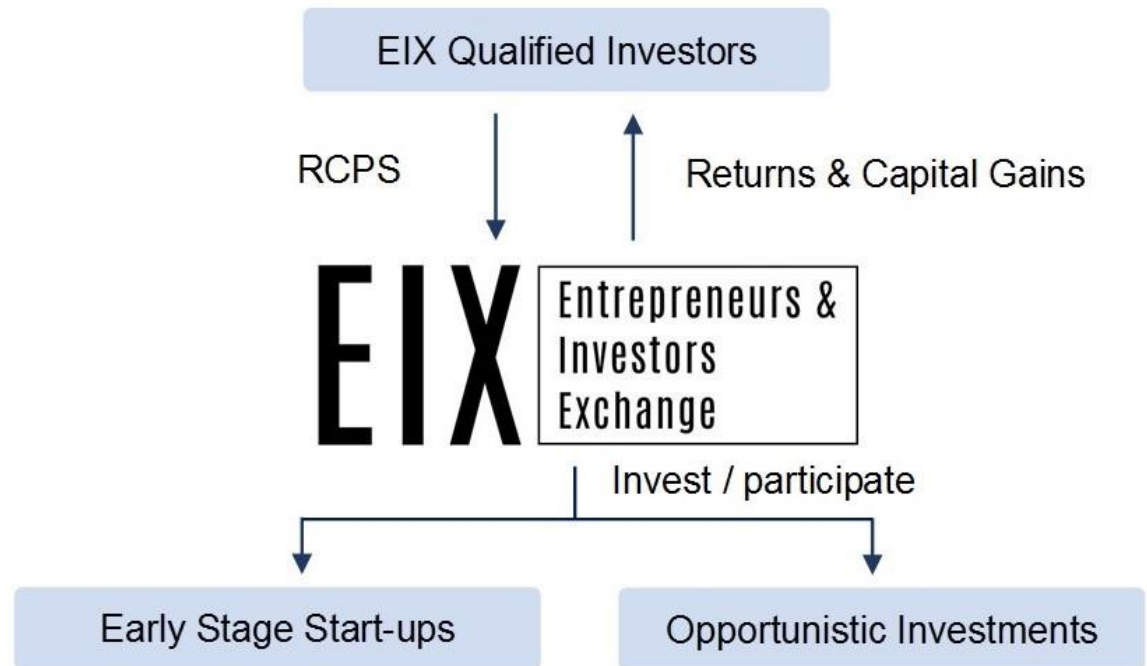 EIX Qualified Investors
RCPS
Returns & Capital Gains
EIX
Entrepreneurs &
Investors
Exchange
Invest / participate
Early Stage Start-ups
Opportunistic Investments